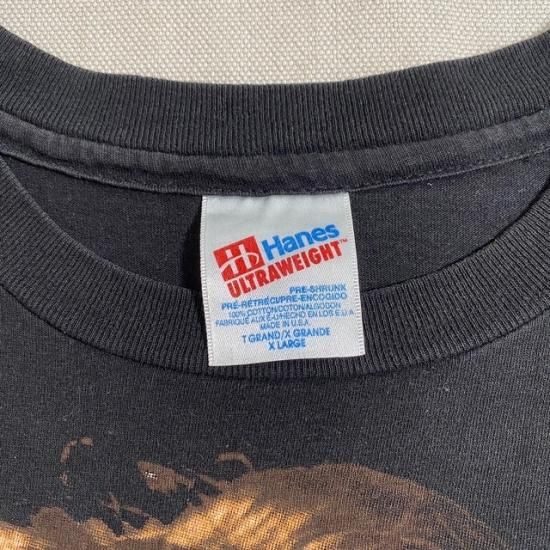 Hanes
ULTRAWEIGHT™
PRE-SHRUNK
PRÉ-RÉTRÉCI/PRE-ENCOGIDO
100% COTTON/COTON/ALGODON
FABRIQUÉ AUX É-U/HECHO EN LOS E.U.A.
MADE IN U.S.A.
T GRAND/X GRANDE
X LARGE